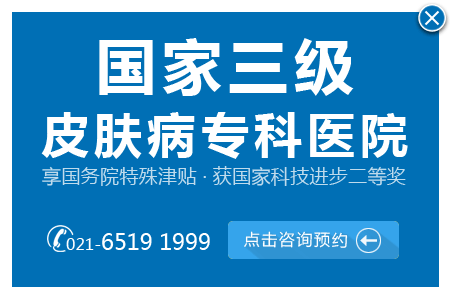 国家三级
皮肤病专科医院
享国务院特殊津贴·获国家科技进步二等奖
021-6519 1999
点击咨询预约